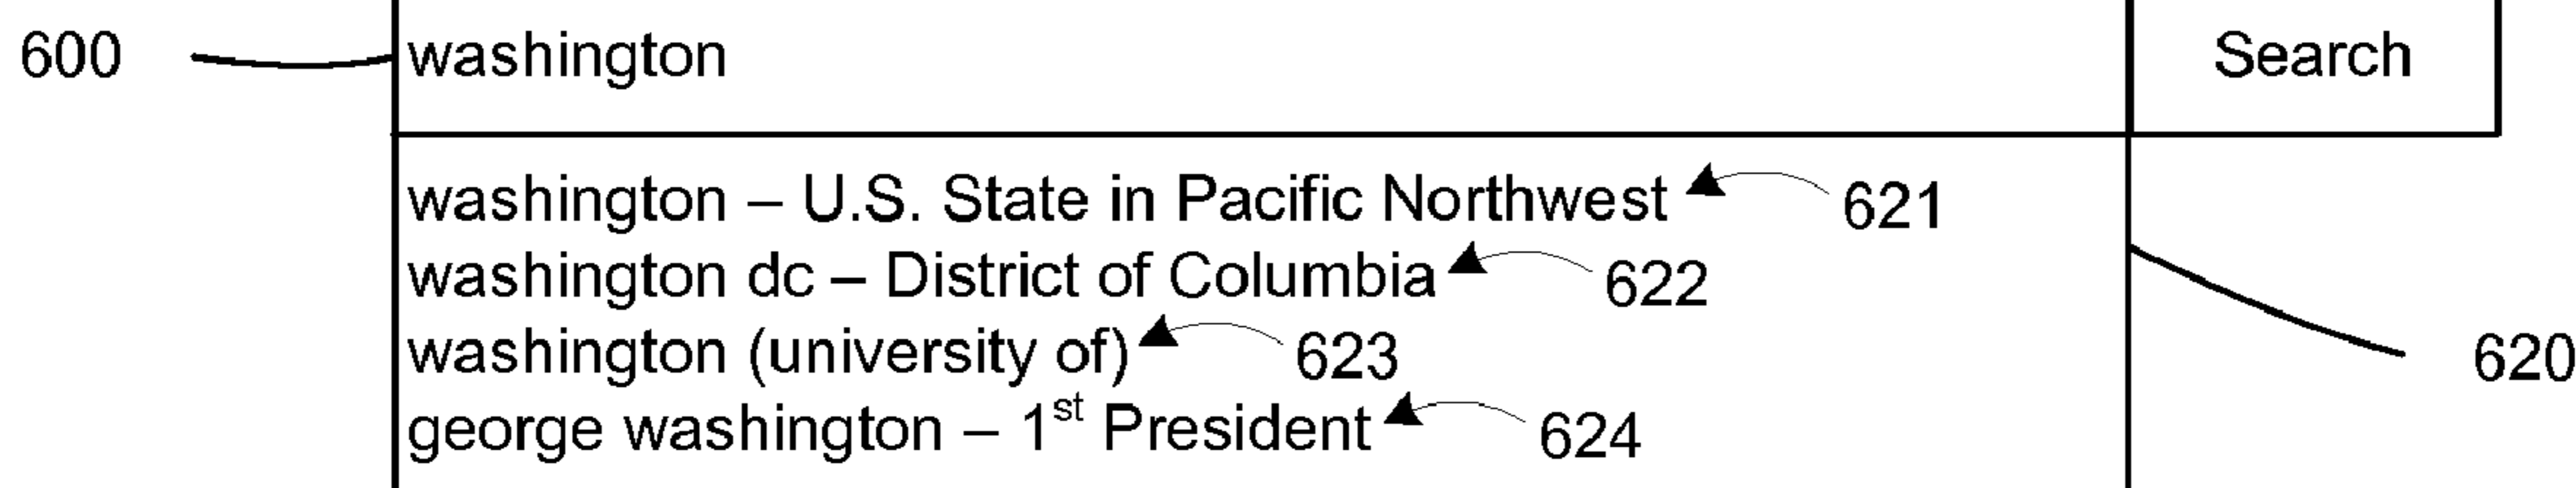 600 washington Search
washington – U.S. State in Pacific Northwest 621
washington dc – District of Columbia 622
washington (university of) 623 620
george washington – 1st President 624